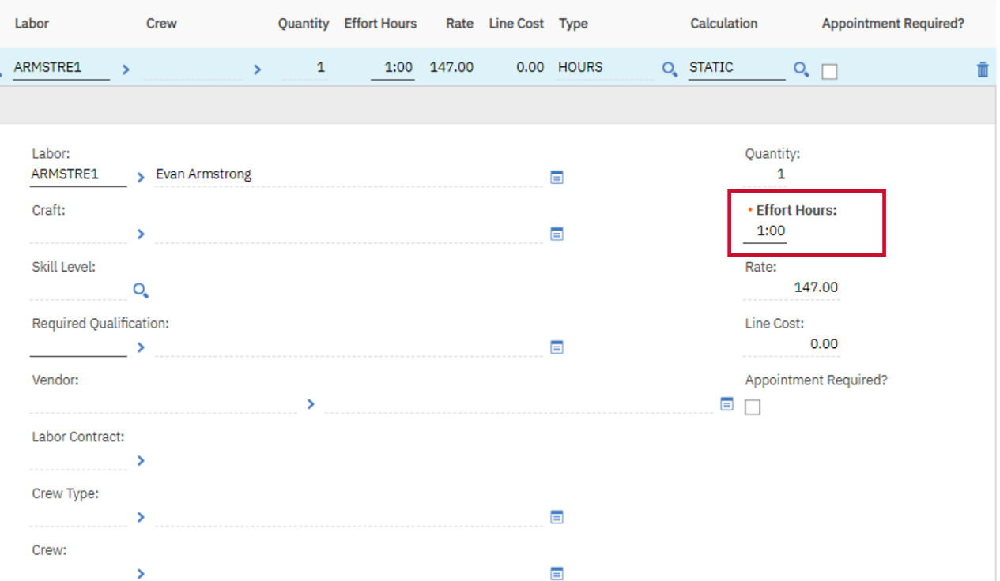 Labor Crew Quantity Effort Hours Rate Line Cost Type Calculation Appointment Required?
ARMSTRE1 1 1:00 147.00 0.00 HOURS STATIC
Labor: Quantity:
ARMSTRE1 Evan Armstrong 1
Craft: * Effort Hours:
1:00
Skill Level: Rate:
147.00
Required Qualification: Line Cost:
0.00
Vendor: Appointment Required?
Labor Contract:
Crew Type:
Crew: